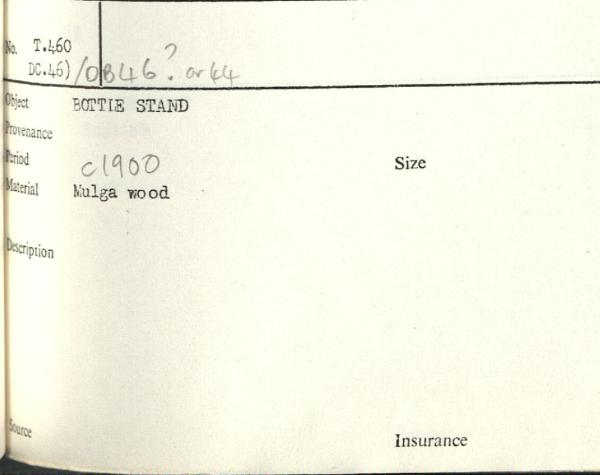 No. T.460
DC.46) /OB46? or 44
Object BOTTLE STAND
Provenance
Period c1900 Size
Material Mulga wood
Description
Source
Insurance